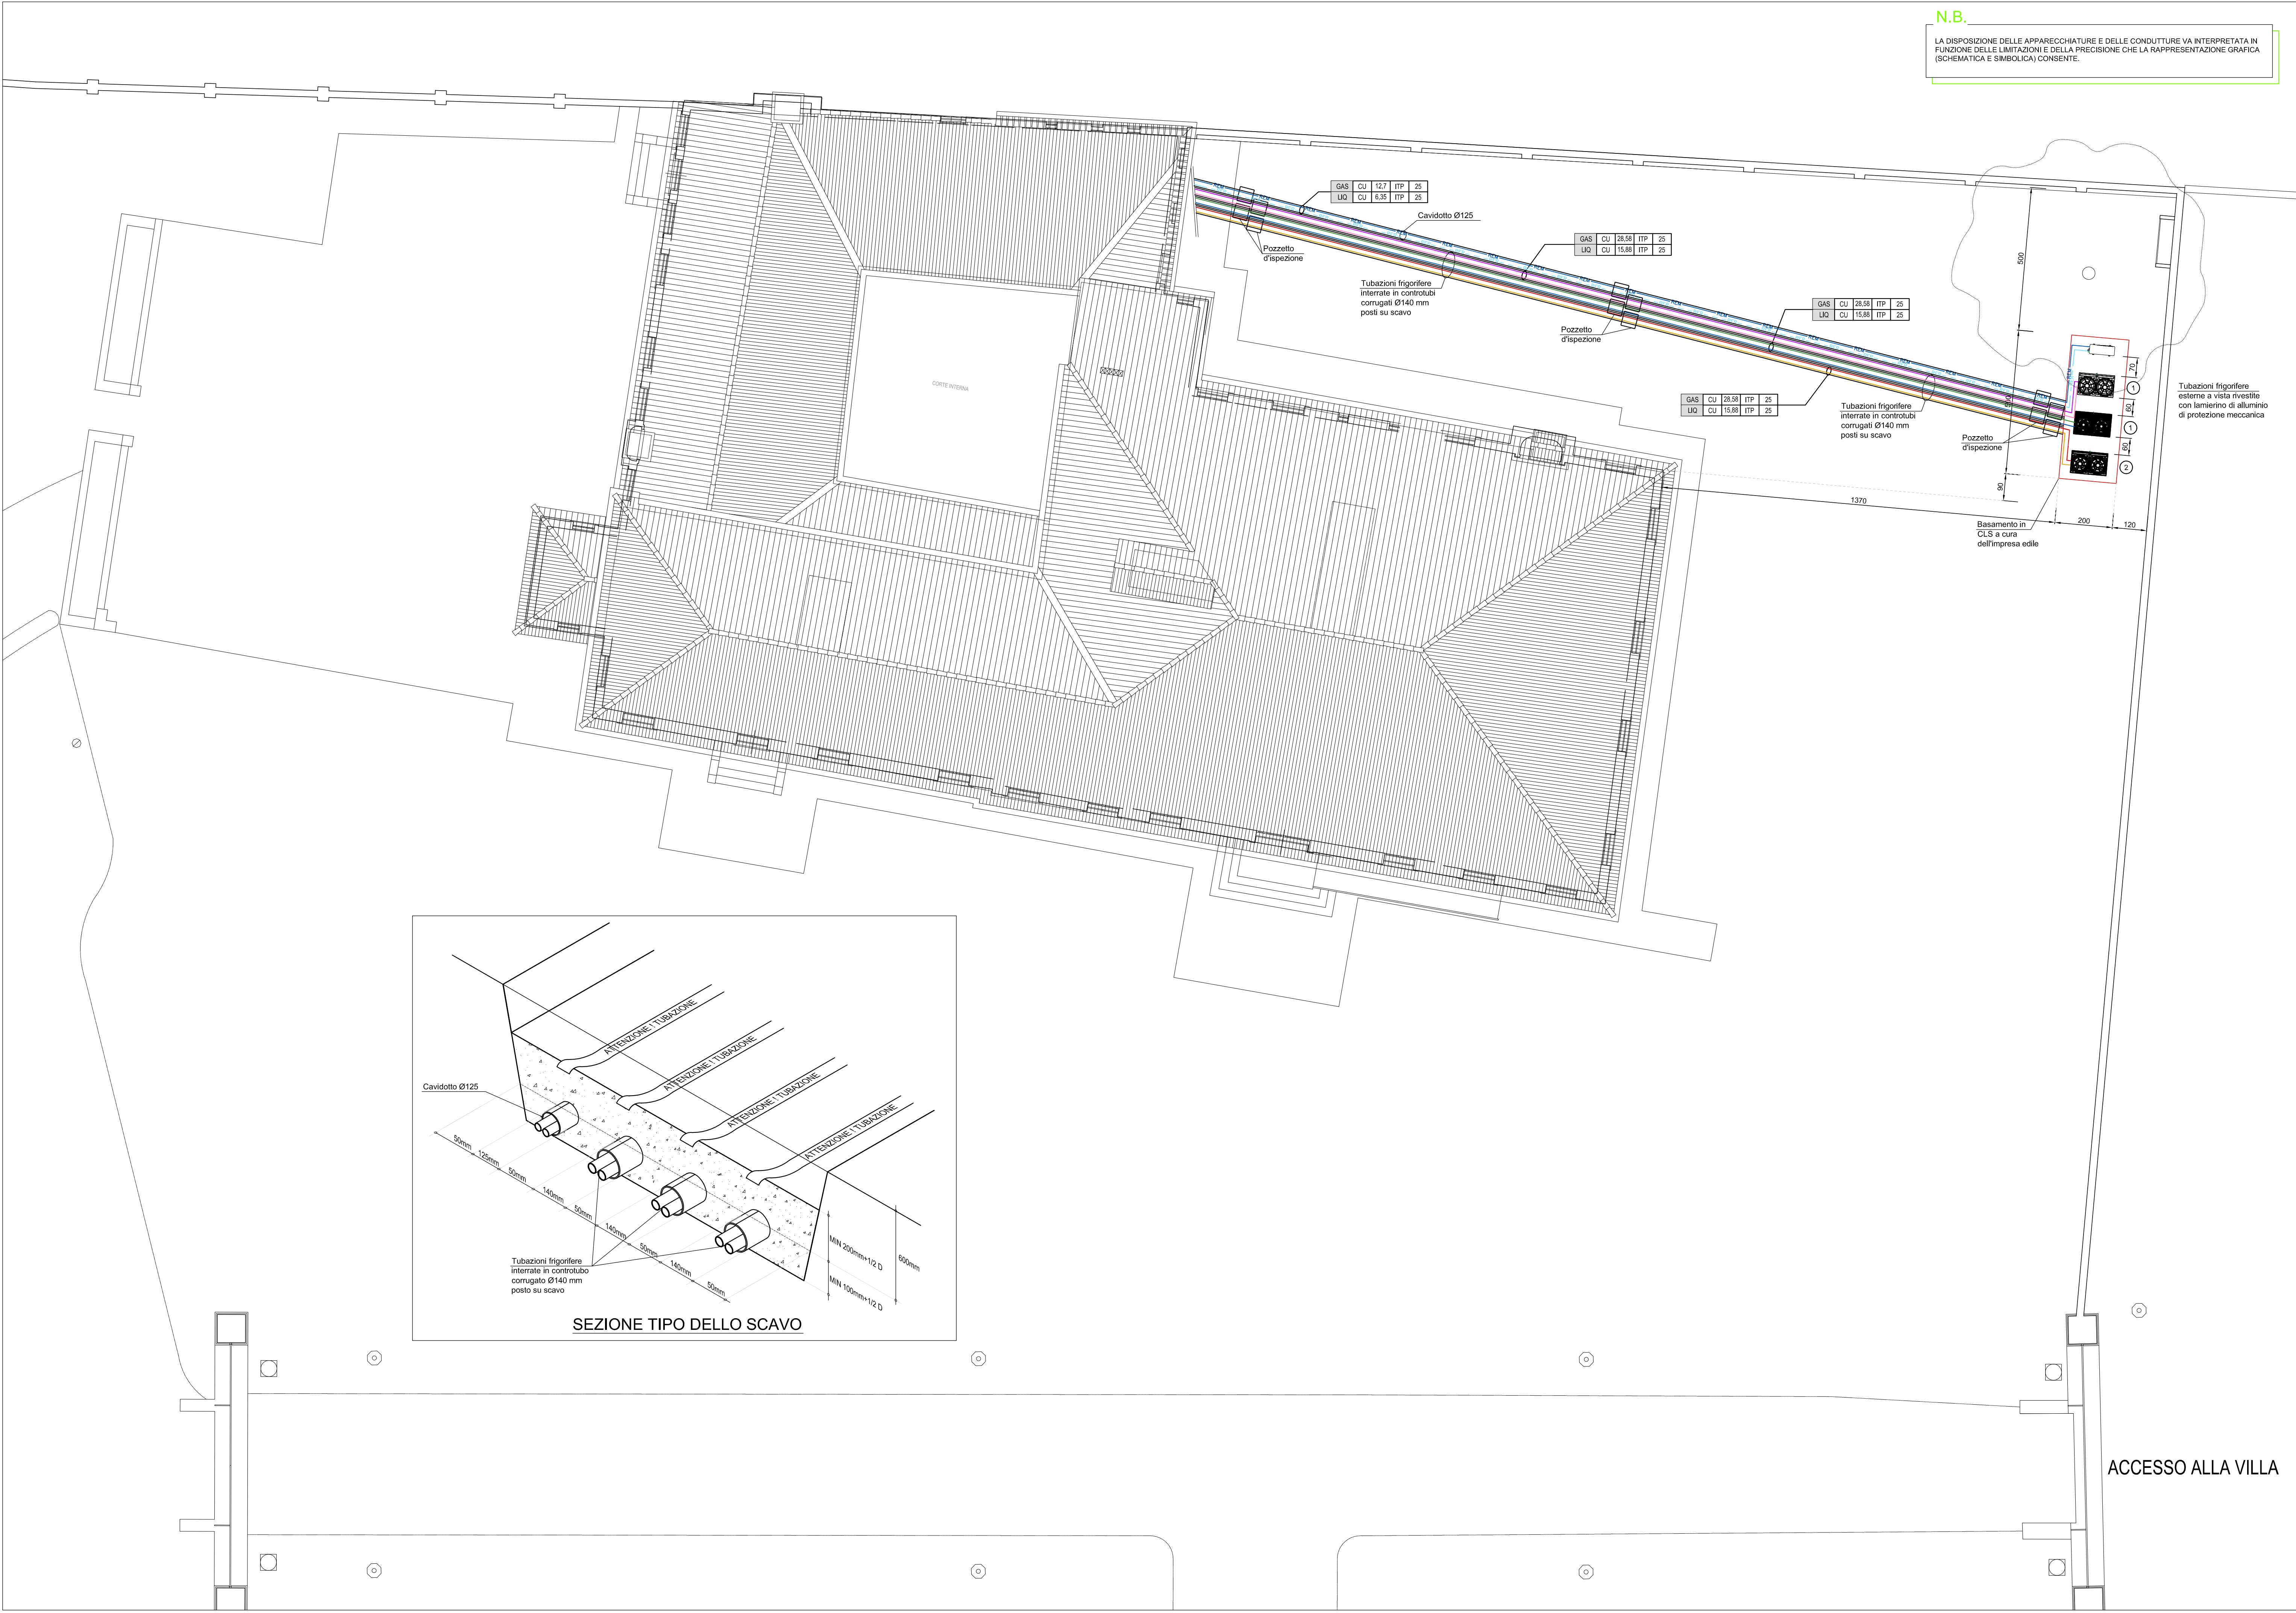 N.B.
LA DISPOSIZIONE DELLE APPARECCHIATURE E DELLE CONDUTTURE VA INTERPRETATA IN
FUNZIONE DELLE LIMITAZIONI E DELLA PRECISIONE CHE LA RAPPRESENTAZIONE GRAFICA
(SCHEMATICA E SIMBOLICA) CONSENTE.
GAS CU 12,7 ITP 25
LIQ CU 6,35 ITP 25
Cavidotto Ø125
Pozzetto
d'ispezione
GAS CU 28,58 ITP 25
LIQ CU 15,88 ITP 25
Tubazioni frigorifere
interrate in controtubi
corrugati Ø140 mm
posti su scavo
GAS CU 28,58 ITP 25
LIQ CU 15,88 ITP 25
Pozzetto
d'ispezione
GAS CU 28,58 ITP 25
LIQ CU 15,88 ITP 25
Tubazioni frigorifere
interrate in controtubi
corrugati Ø140 mm
posti su scavo
Pozzetto
d'ispezione
Tubazioni frigorifere
esterne a vista rivestite
con lamierino di alluminio
di protezione meccanica
500
70
1
60
1
60
2
90
1370
200
120
Basamento in
CLS a cura
dell'impresa edile
CORTE INTERNA
ATTENZIONE ! TUBAZIONE
ATTENZIONE ! TUBAZIONE
ATTENZIONE ! TUBAZIONE
ATTENZIONE ! TUBAZIONE
Cavidotto Ø125
50mm
125mm
50mm
140mm
50mm
140mm
50mm
140mm
50mm
MIN 200mm+1/2 D
MIN 100mm+1/2 D
600mm
Tubazioni frigorifere
interrate in controtubo
corrugato Ø140 mm
posto su scavo
SEZIONE TIPO DELLO SCAVO
ACCESSO ALLA VILLA